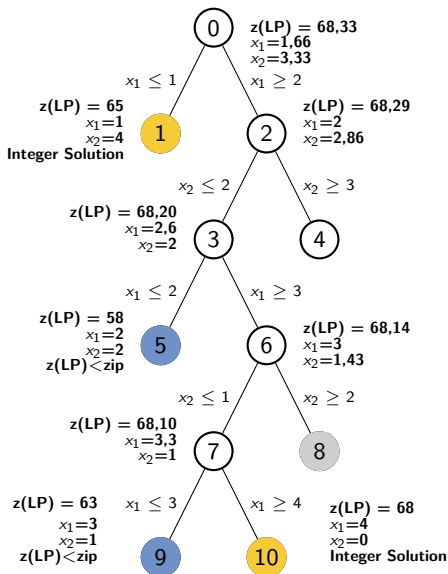 0
z(LP) = 68,33
x1=1,66
x2=3,33
x1 ≤ 1
x1 ≥ 2
z(LP) = 65
x1=1
x2=4
Integer Solution
1
2
z(LP) = 68,29
x1=2
x2=2,86
x2 ≤ 2
x2 ≥ 3
z(LP) = 68,20
x1=2,6
x2=2
3
4
x1 ≤ 2
x1 ≥ 3
z(LP) = 58
x1=2
x2=2
z(LP)<zip
5
6
z(LP) = 68,14
x1=3
x2=1,43
x2 ≤ 1
x2 ≥ 2
z(LP) = 68,10
x1=3,3
x2=1
7
8
x1 ≤ 3
x1 ≥ 4
z(LP) = 63
x1=3
x2=1
z(LP)<zip
9
10
z(LP) = 68
x1=4
x2=0
Integer Solution